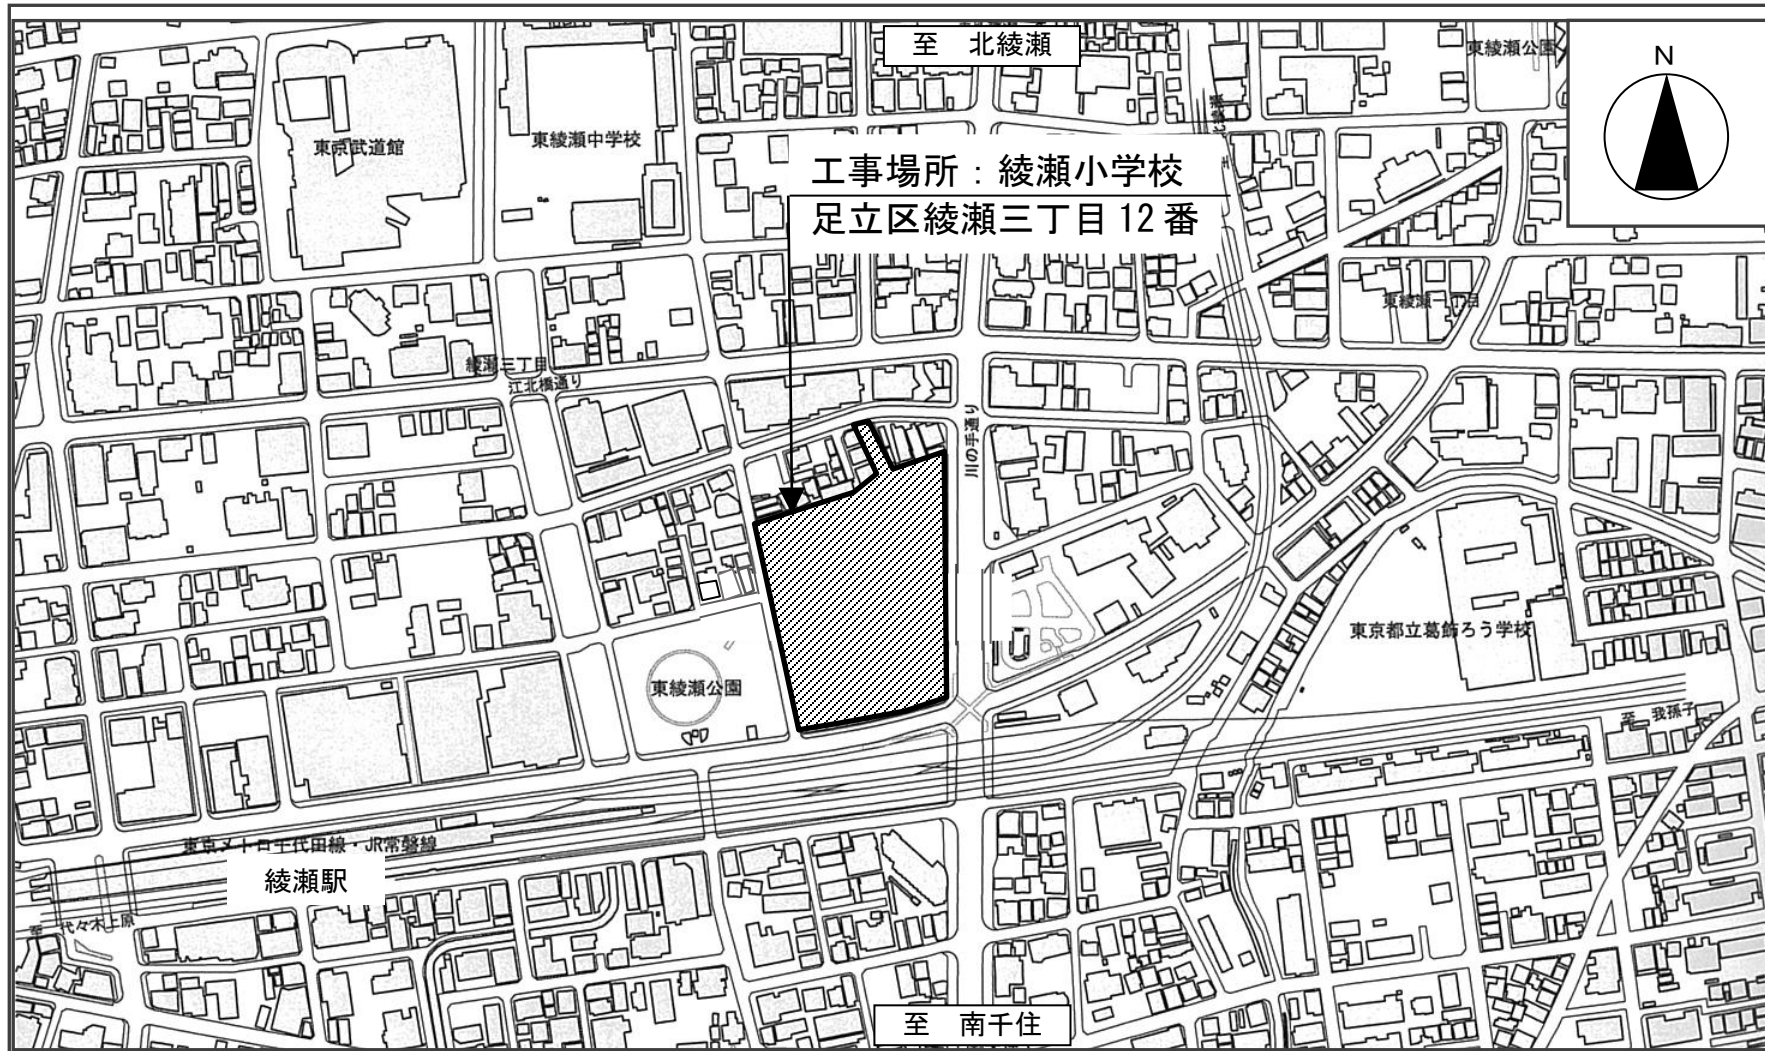 至　北綾瀬
東綾瀬公園
N
東京武道館
東綾瀬中学校
工事場所：綾瀬小学校
足立区綾瀬三丁目 12 番
東綾瀬一丁目
綾瀬三丁目
江北橋通り
川の手通り
東京都立葛飾ろう学校
東綾瀬公園
至　我孫子
東京メトロ千代田線・JR常磐線
綾瀬駅
至　代々木上原
至　南千住